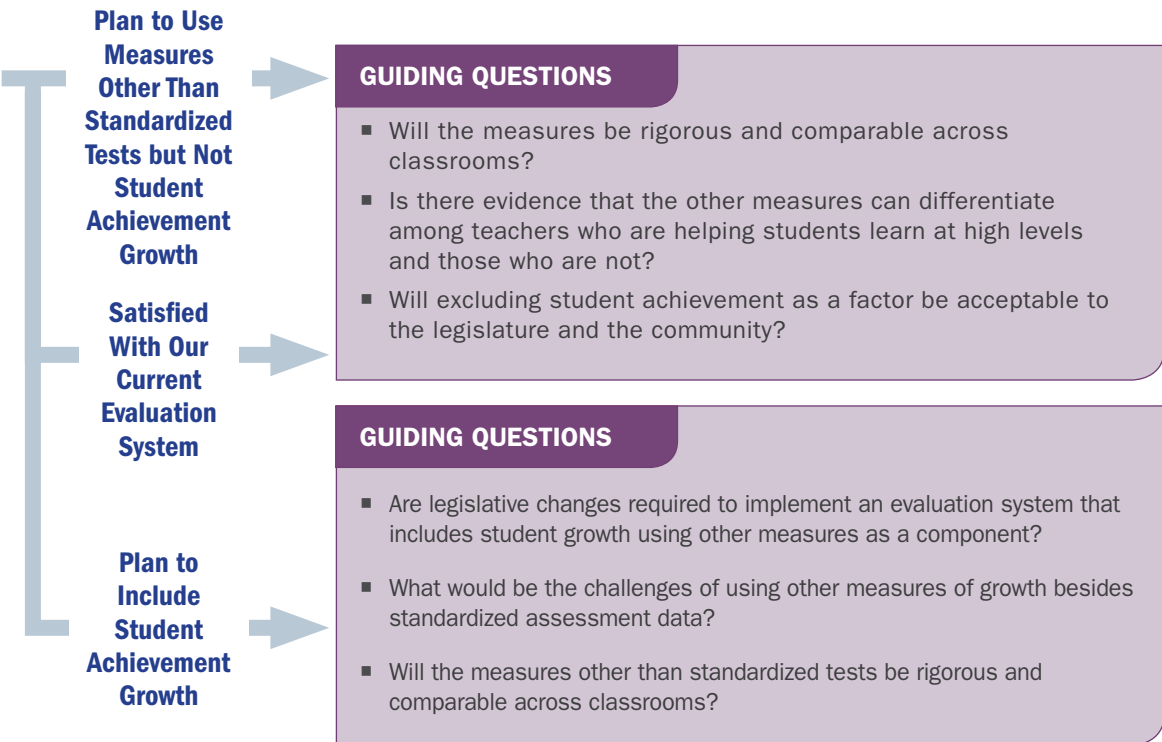 Plan to Use
Measures
Other Than
Standardized
Tests but Not
Student
Achievement
Growth
GUIDING QUESTIONS
▪ Will the measures be rigorous and comparable across
classrooms?
▪ Is there evidence that the other measures can differentiate
among teachers who are helping students learn at high levels
and those who are not?
▪ Will excluding student achievement as a factor be acceptable to
the legislature and the community?
Satisfied
With Our
Current
Evaluation
System
Plan to
Include
Student
Achievement
Growth
GUIDING QUESTIONS
▪ Are legislative changes required to implement an evaluation system that
includes student growth using other measures as a component?
▪ What would be the challenges of using other measures of growth besides
standardized assessment data?
▪ Will the measures other than standardized tests be rigorous and
comparable across classrooms?